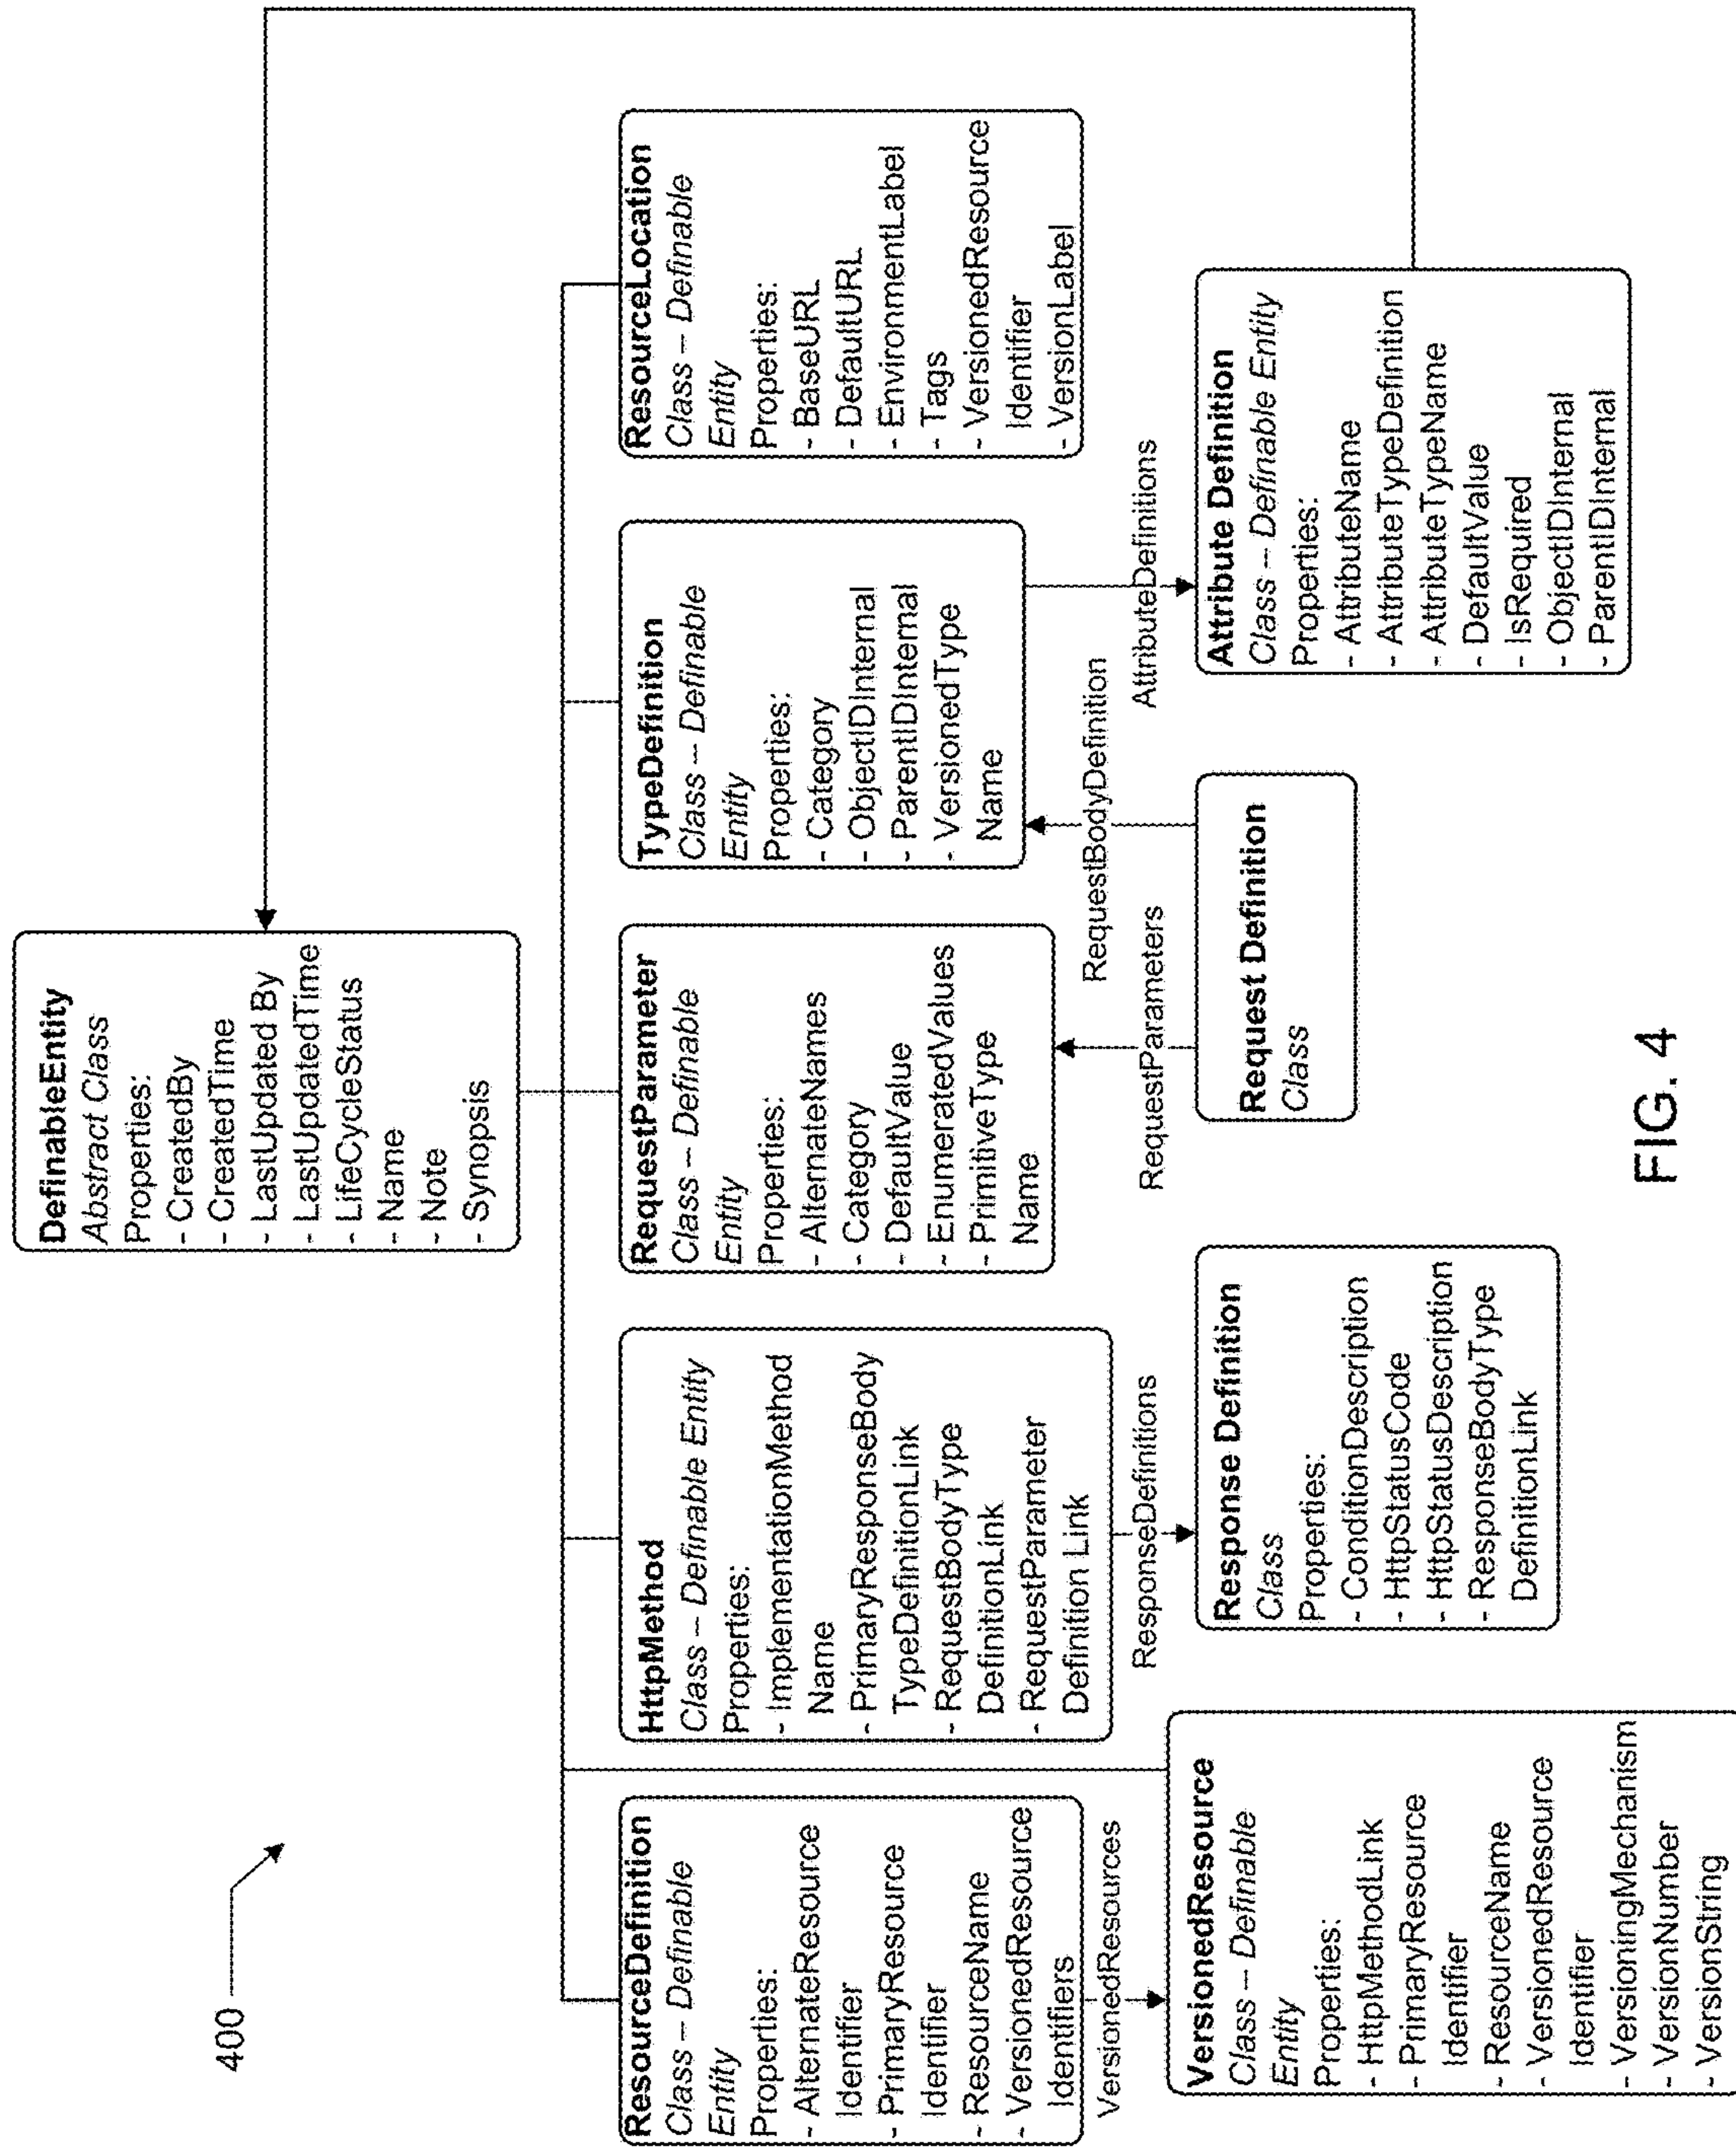 400
DefinableEntity
Abstract Class
Properties:
- CreatedBy
- CreatedTime
- LastUpdated By
- LastUpdatedTime
- LifeCycleStatus
- Name
- Note
- Synopsis
ResourceDefinition
Class – Definable
Entity
Properties:
- AlternateResource
Identifier
- PrimaryResource
Identifier
- ResourceName
- VersionedResource
Identifiers
HttpMethod
Class – Definable Entity
Properties:
- ImplementationMethod
Name
- PrimaryResponseBody
TypeDefinitionLink
- RequestBodyType
DefinitionLink
- RequestParameter
Definition Link
RequestParameter
Class – Definable
Entity
Properties:
- AlternateNames
- Category
- DefaultValue
- EnumeratedValues
- PrimitiveType
Name
TypeDefinition
Class – Definable
Entity
Properties:
- Category
- ObjectIDInternal
- ParentIDInternal
- VersionedType
Name
ResourceLocation
Class – Definable
Entity
Properties:
- BaseURL
- DefaultURL
- EnvironmentLabel
- Tags
- VersionedResource
Identifier
- VersionLabel
VersionedResources
ResponseDefinitions
RequestParameters
RequestBodyDefinition
AttributeDefinitions
VersionedResource
Class – Definable
Entity
Properties:
- HttpMethodLink
- PrimaryResource
Identifier
- ResourceName
- VersionedResource
Identifier
- VersioningMechanism
- VersionNumber
- VersionString
Response Definition
Class
Properties:
- ConditionDescription
- HttpStatusCode
- HttpStatusDescription
- ResponseBodyType
DefinitionLink
Request Definition
Class
Attribute Definition
Class – Definable Entity
Properties:
- AttributeName
- AttributeTypeDefinition
- AttributeTypeName
- DefaultValue
- IsRequired
- ObjectIDInternal
- ParentIDInternal
FIG. 4